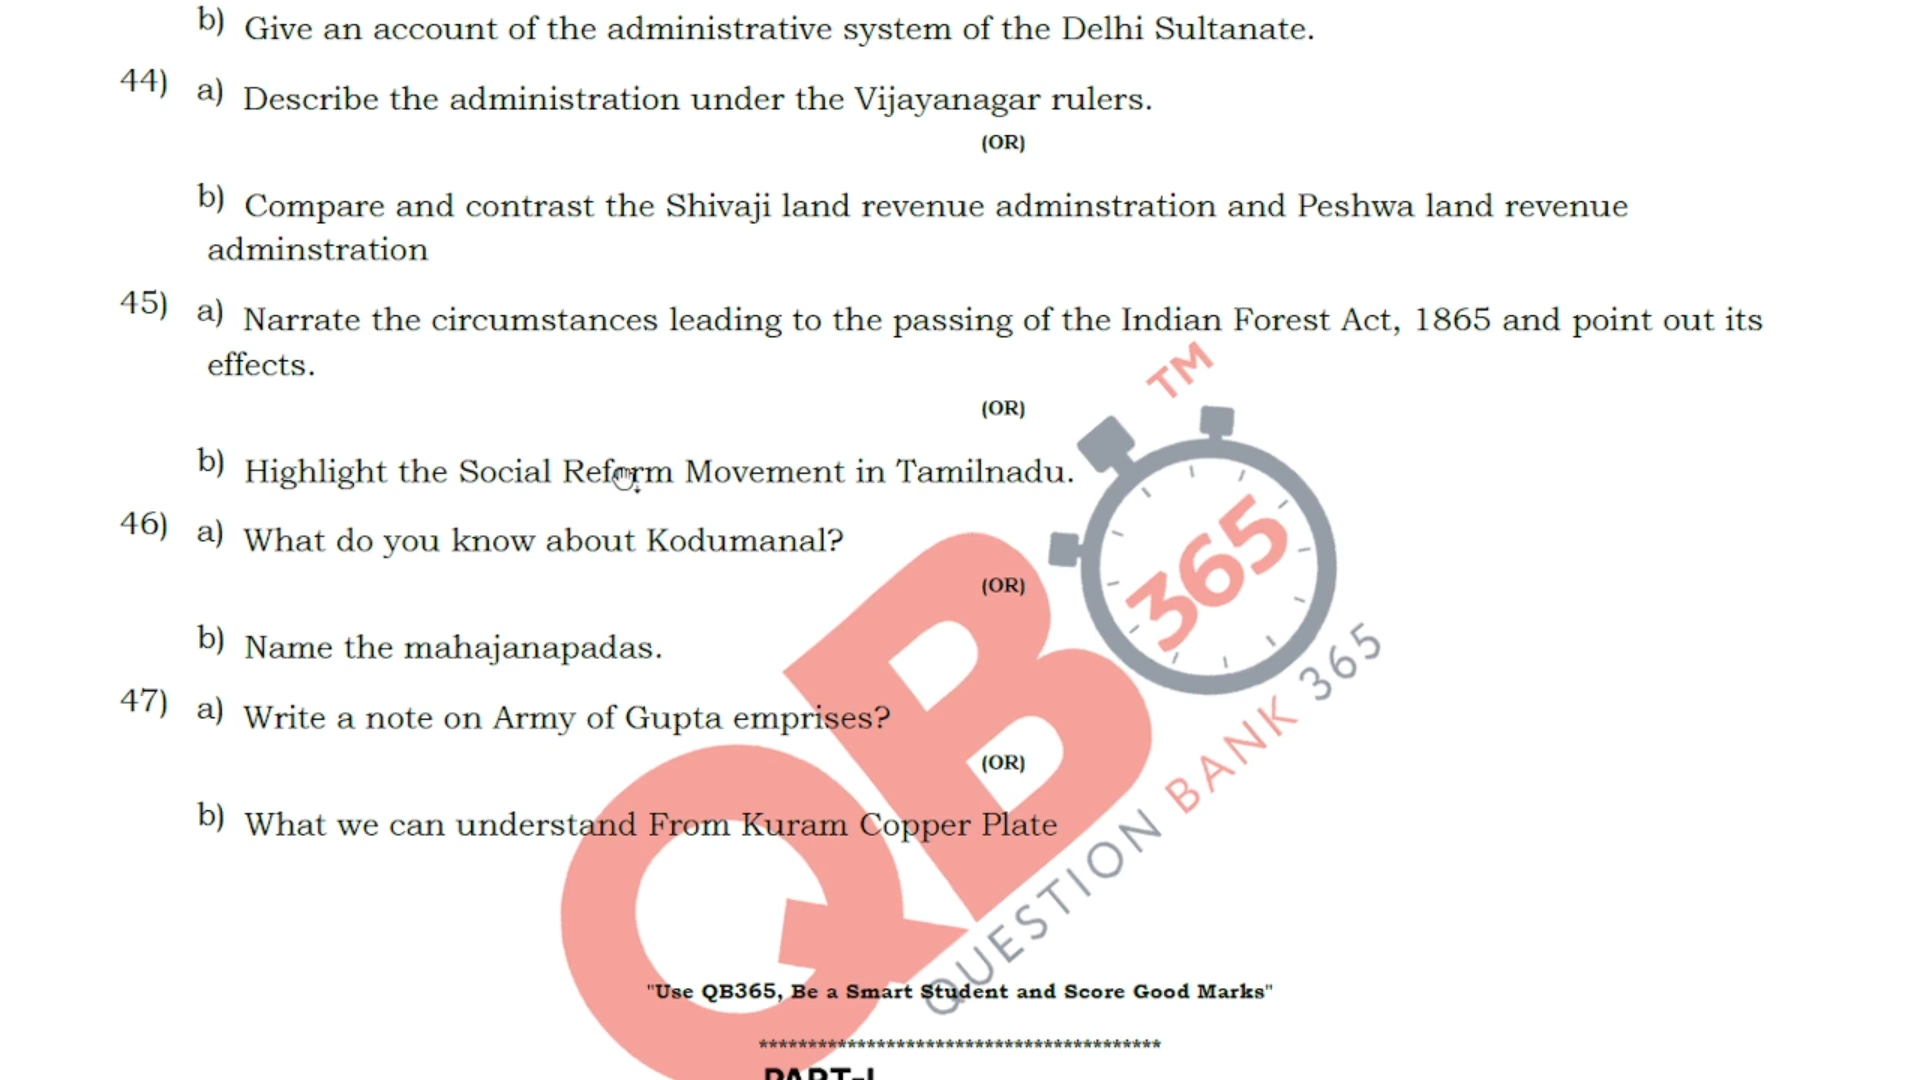 b) Give an account of the administrative system of the Delhi Sultanate.
44) a) Describe the administration under the Vijayanagar rulers.
(OR)
b) Compare and contrast the Shivaji land revenue adminstration and Peshwa land revenue
adminstration
45) a) Narrate the circumstances leading to the passing of the Indian Forest Act, 1865 and point out its
effects.
(OR)
b) Highlight the Social Reform Movement in Tamilnadu.
46) a) What do you know about Kodumanal?
(OR)
b) Name the mahajanapadas.
47) a) Write a note on Army of Gupta emprises?
(OR)
b) What we can understand From Kuram Copper Plate
QB365 TM
QUESTION BANK 365
"Use QB365, Be a Smart Student and Score Good Marks"
*****************************************
PART-I